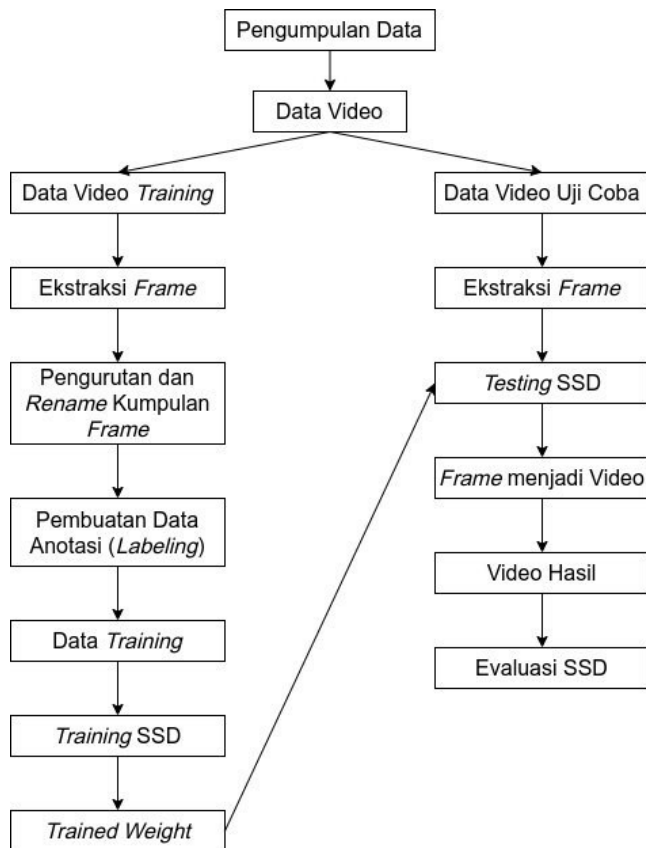 Pengumpulan Data
Data Video
Data Video Training
Ekstraksi Frame
Pengurutan dan
Rename Kumpulan
Frame
Pembuatan Data
Anotasi (Labeling)
Data Training
Training SSD
Trained Weight
Data Video Uji Coba
Ekstraksi Frame
Testing SSD
Frame menjadi Video
Video Hasil
Evaluasi SSD